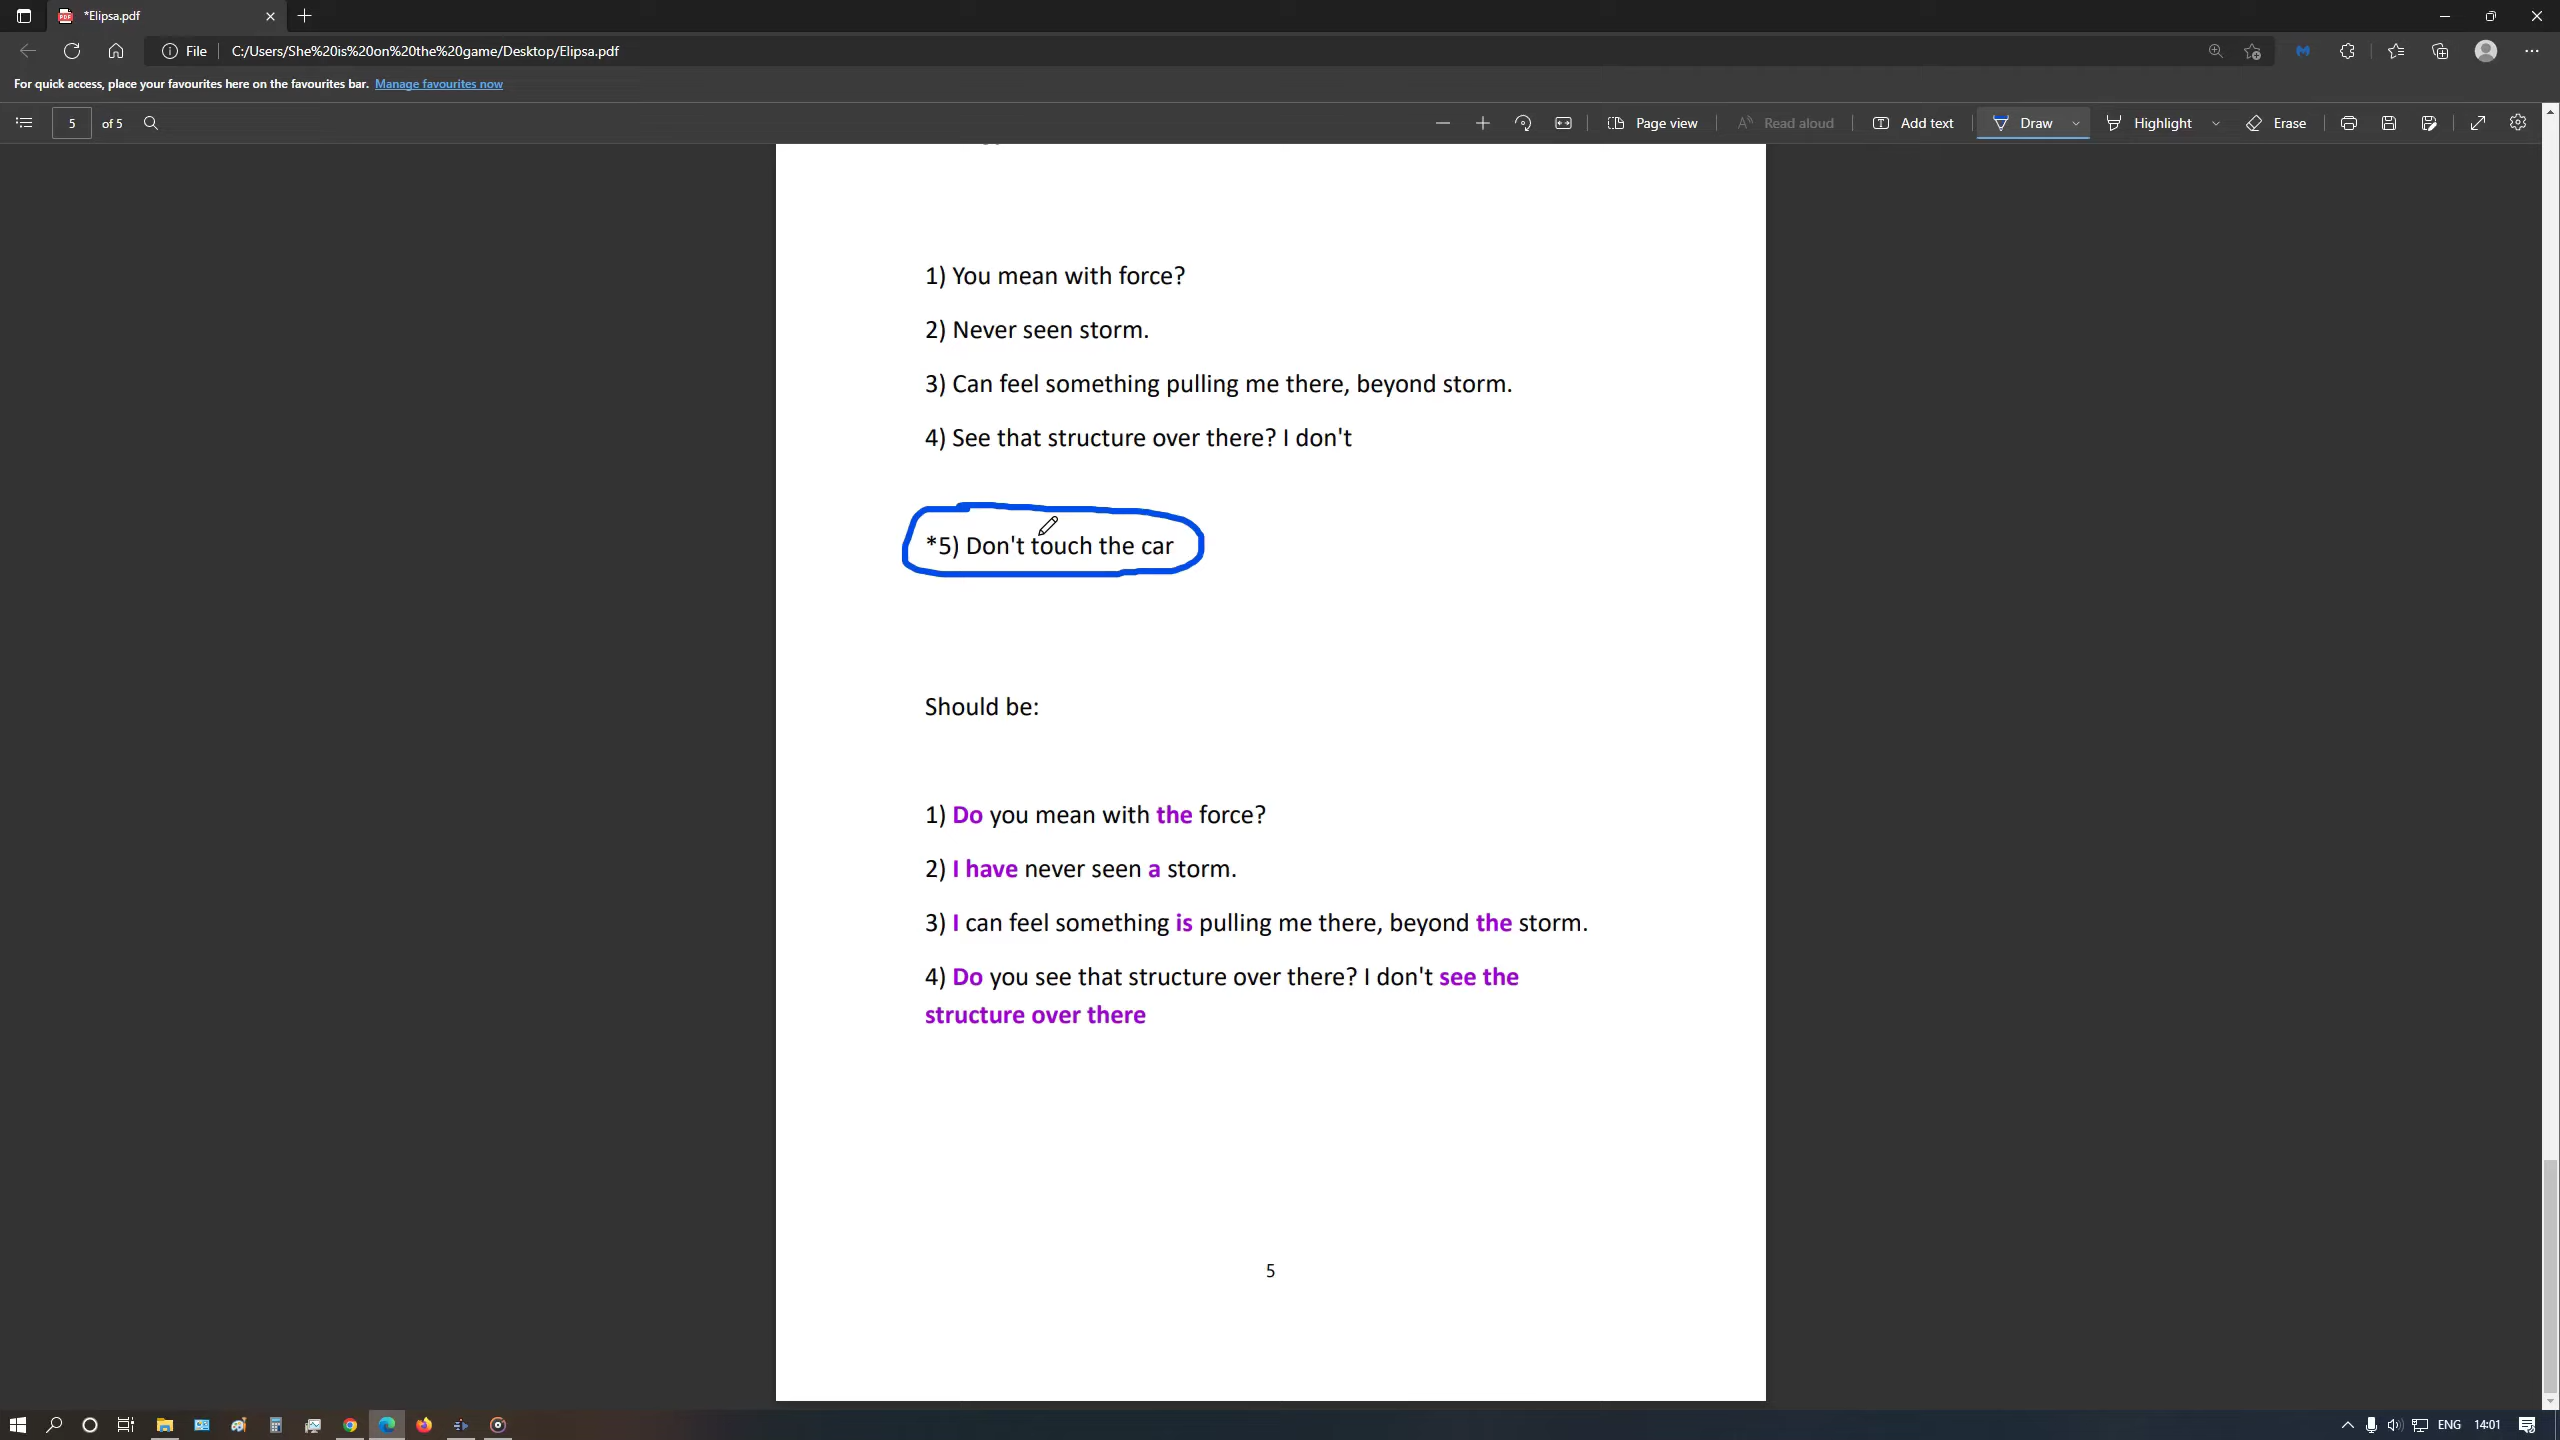 *Elipsa.pdf
File C:/Users/She%20is%20on%20the%20game/Desktop/Elipsa.pdf
For quick access, place your favourites here on the favourites bar. Manage favourites now
5 of 5 Page view Read aloud Add text Draw Highlight Erase
1) You mean with force?
2) Never seen storm.
3) Can feel something pulling me there, beyond storm.
4) See that structure over there? I don't
*5) Don't touch the car
Should be:
1) Do you mean with the force?
2) I have never seen a storm.
3) I can feel something is pulling me there, beyond the storm.
4) Do you see that structure over there? I don't see the
structure over there
5
ENG 14:01